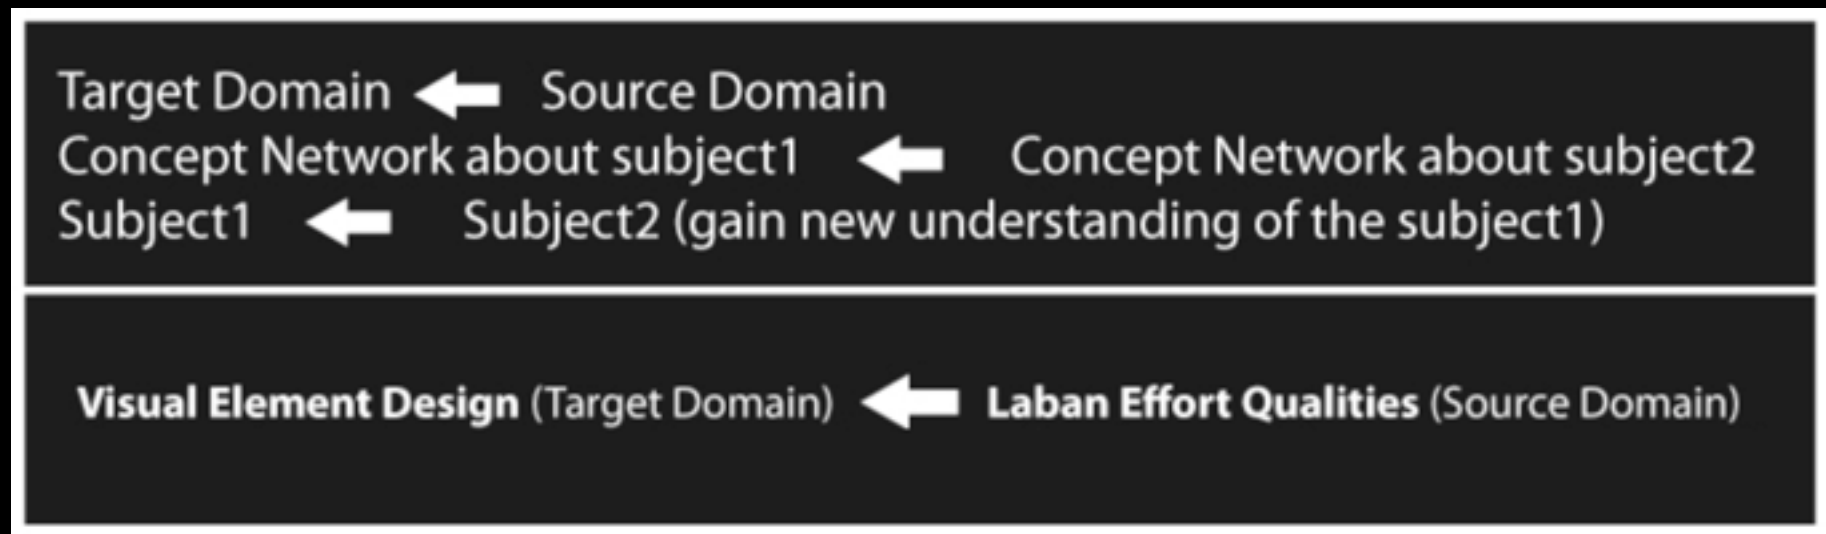 Target Domain Source Domain
Concept Network about subject1 Concept Network about subject2
Subject1 Subject2 (gain new understanding of the subject1)
Visual Element Design (Target Domain) Laban Effort Qualities (Source Domain)